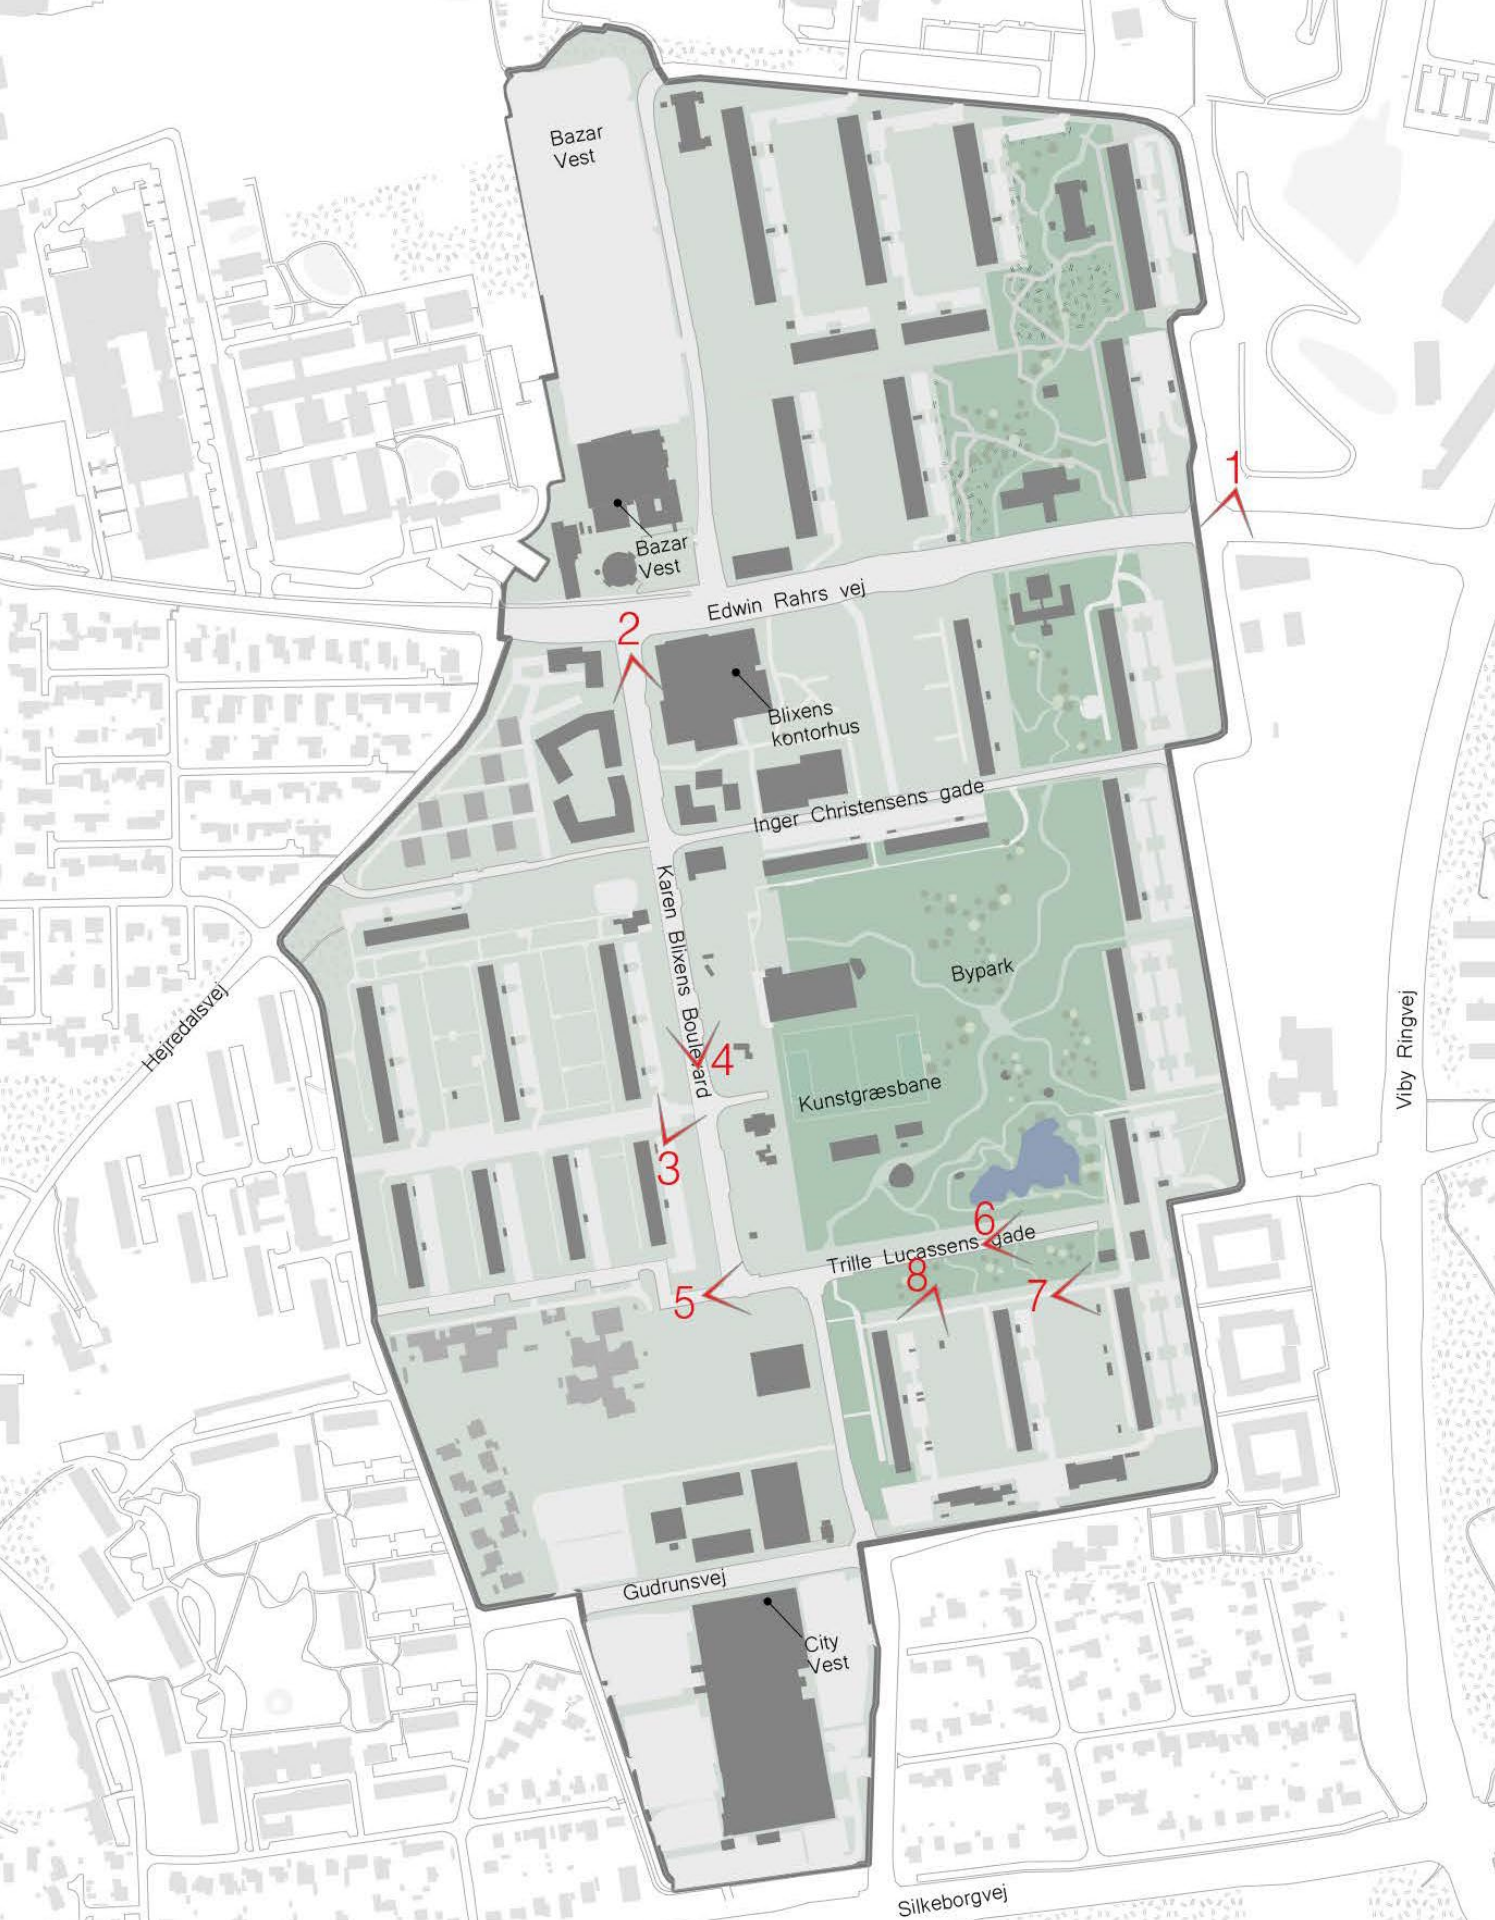 Bazar
Vest
1
Bazar
Vest
Edwin Rahrs vej
2
Blixens
kontorhus
Inger Christensens gade
Karen Blixens Boulevard
Bypark
Hejredalsvej
Viby Ringvej
4
Kunstgræsbane
3
6
Trille Lucassens gade
8
7
5
Gudrunsvej
City
Vest
Silkeborgvej